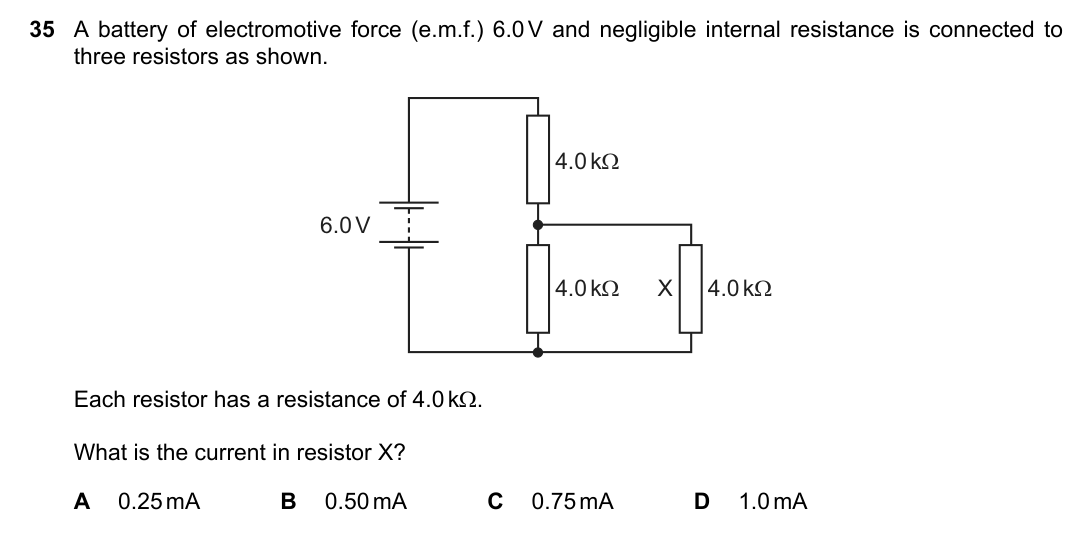 35 A battery of electromotive force (e.m.f.) 6.0 V and negligible internal resistance is connected to
three resistors as shown.
4.0 kΩ
6.0 V
4.0 kΩ X 4.0 kΩ
Each resistor has a resistance of 4.0 kΩ.
What is the current in resistor X?
A 0.25 mA B 0.50 mA C 0.75 mA D 1.0 mA